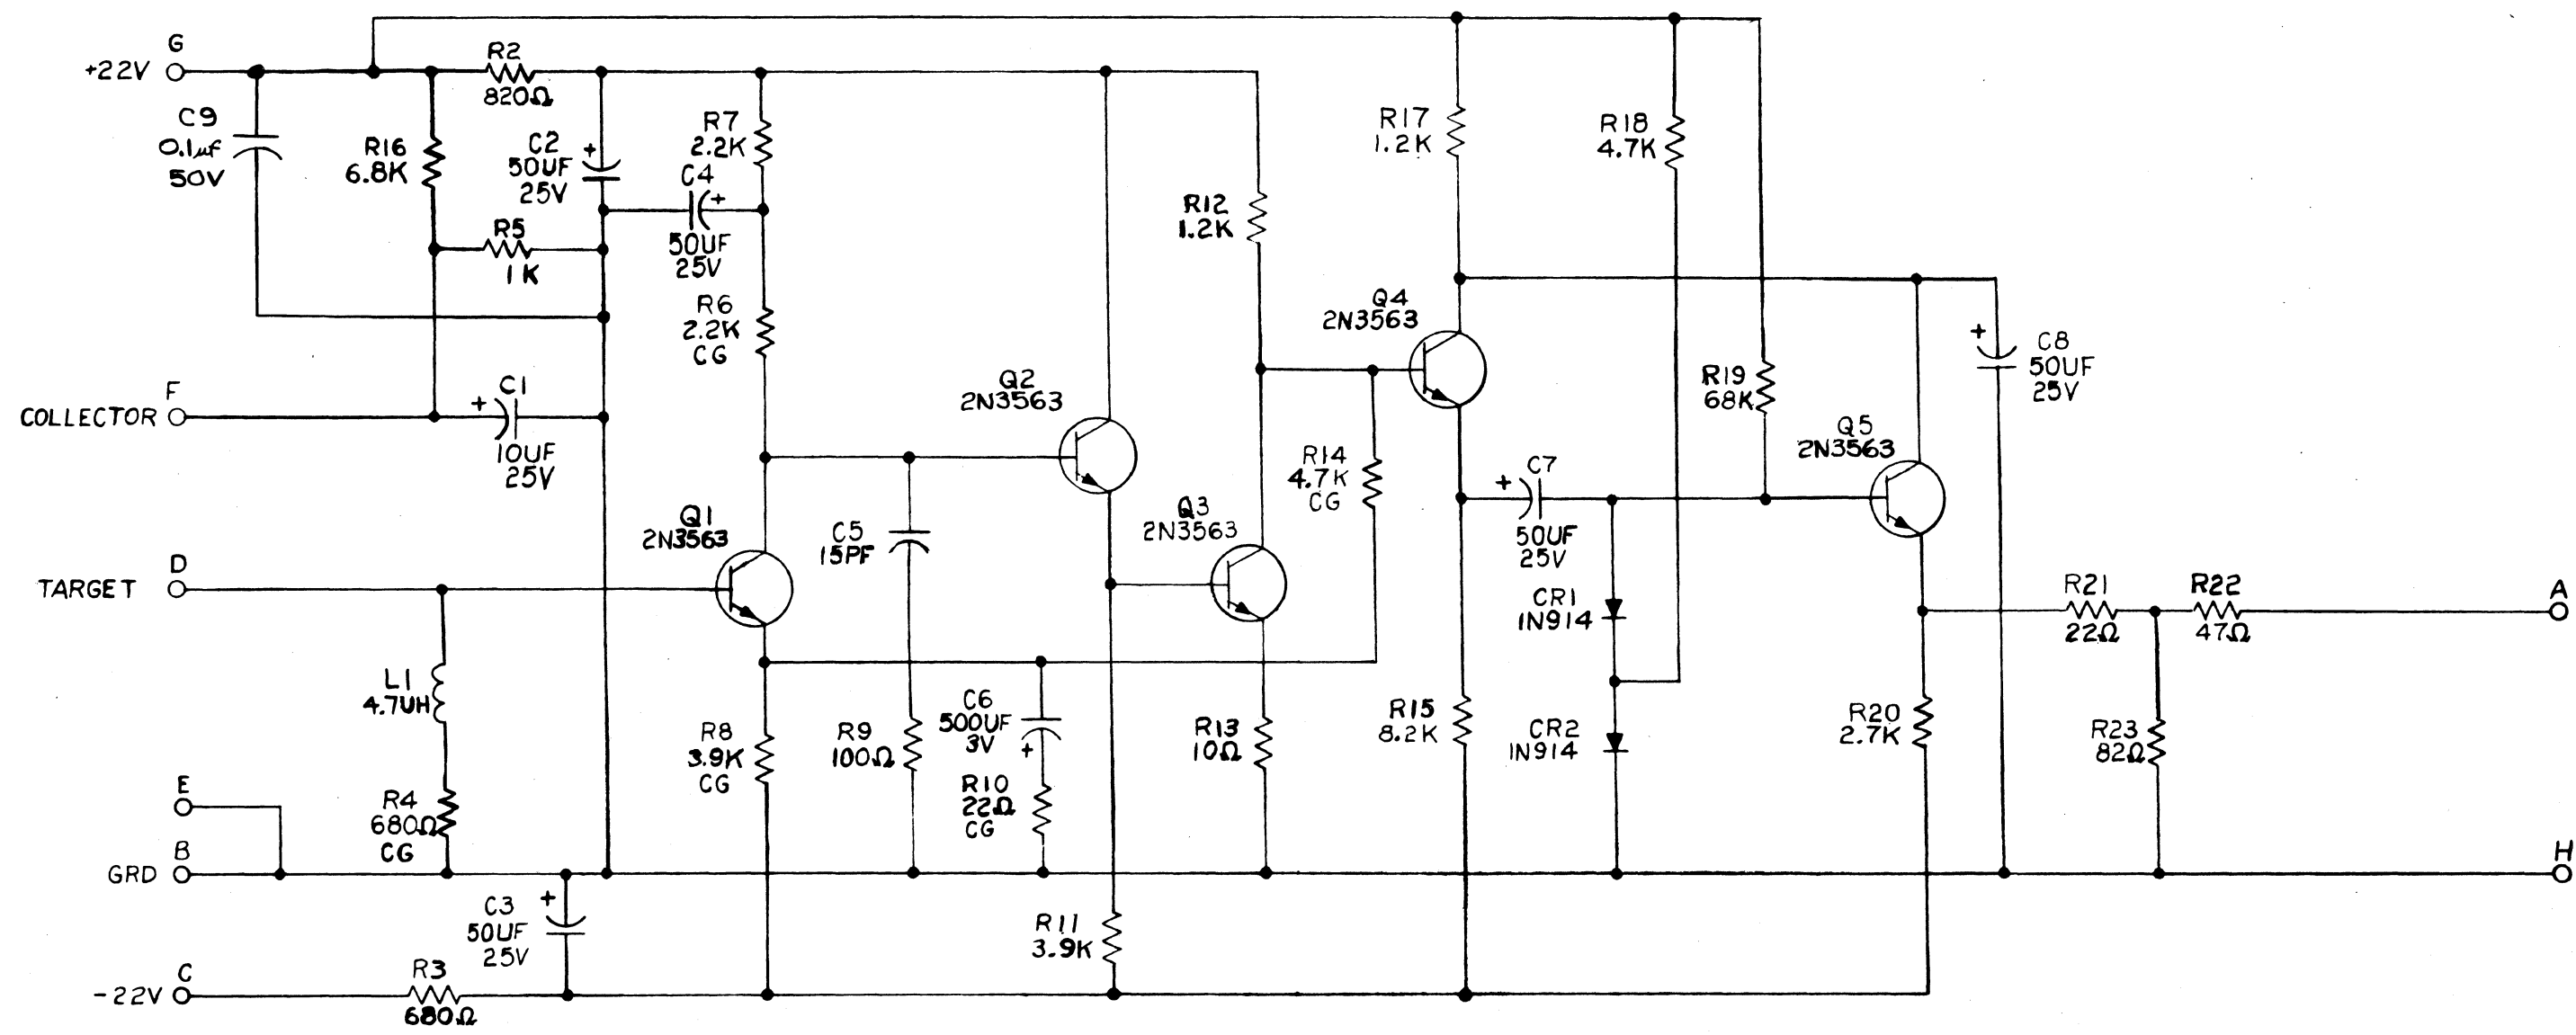 G
+22V
R2
820Ω
C9
0.1uf
50V
R16
6.8K
C2
50UF
25V
R7
2.2K
C4
50UF
25V
R5
1K
R6
2.2K
CG
R12
1.2K
R17
1.2K
R18
4.7K
Q4
2N3563
C8
50UF
25V
F
COLLECTOR
C1
10UF
25V
Q2
2N3563
R19
68K
R14
4.7K
CG
Q5
2N3563
C7
50UF
25V
Q1
2N3563
C5
15PF
Q3
2N3563
D
TARGET
CR1
1N914
R21
22Ω
R22
47Ω
A
L1
4.7UH
R8
3.9K
CG
R9
100Ω
C6
500UF
3V
R10
22Ω
CG
R13
10Ω
R15
8.2K
CR2
1N914
R20
2.7K
R23
82Ω
E
R4
680Ω
CG
B
GRD
H
C3
50UF
25V
R11
3.9K
C
-22V
R3
680Ω